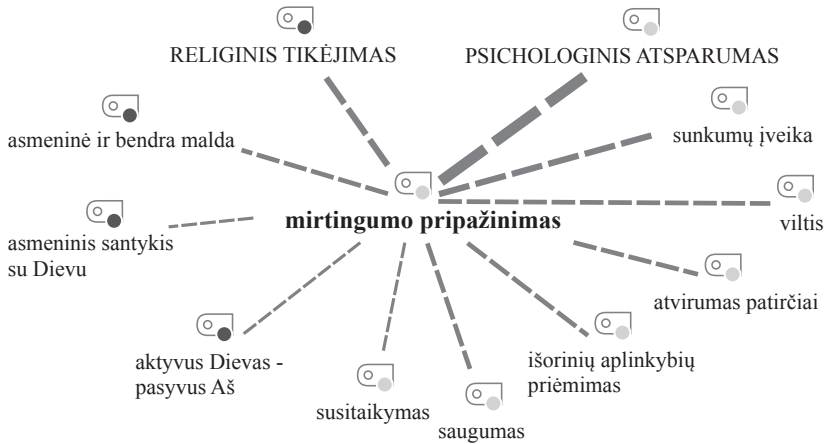 RELIGINIS TIKĖJIMAS
PSICHOLOGINIS ATSPARUMAS
asmeninė ir bendra malda
sunkumų įveika
mirtingumo pripažinimas
viltis
asmeninis santykis
su Dievu
atvirumas patirčiai
aktyvus Dievas -
pasyvus Aš
išorinių aplinkybių
priėmimas
susitaikymas
saugumas